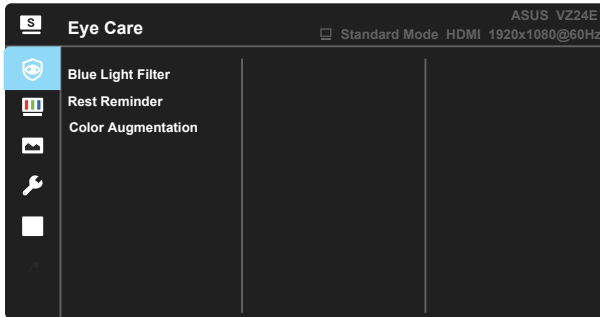 S
Eye Care
ASUS VZ24E
Standard Mode HDMI 1920x1080@60Hz
Blue Light Filter
Rest Reminder
Color Augmentation